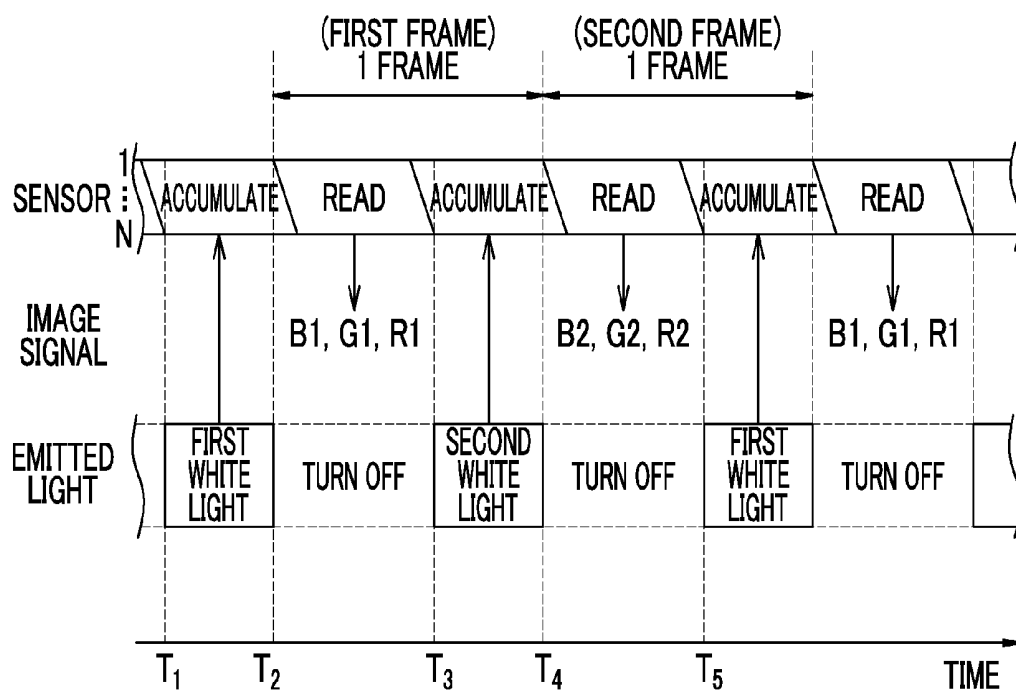 (FIRST FRAME)
1 FRAME
(SECOND FRAME)
1 FRAME
SENSOR
1
N
ACCUMULATE
READ
ACCUMULATE
READ
ACCUMULATE
READ
IMAGE
SIGNAL
B1, G1, R1
B2, G2, R2
B1, G1, R1
EMITTED
LIGHT
FIRST
WHITE
LIGHT
TURN OFF
SECOND
WHITE
LIGHT
TURN OFF
FIRST
WHITE
LIGHT
TURN OFF
T1
T2
T3
T4
T5
TIME